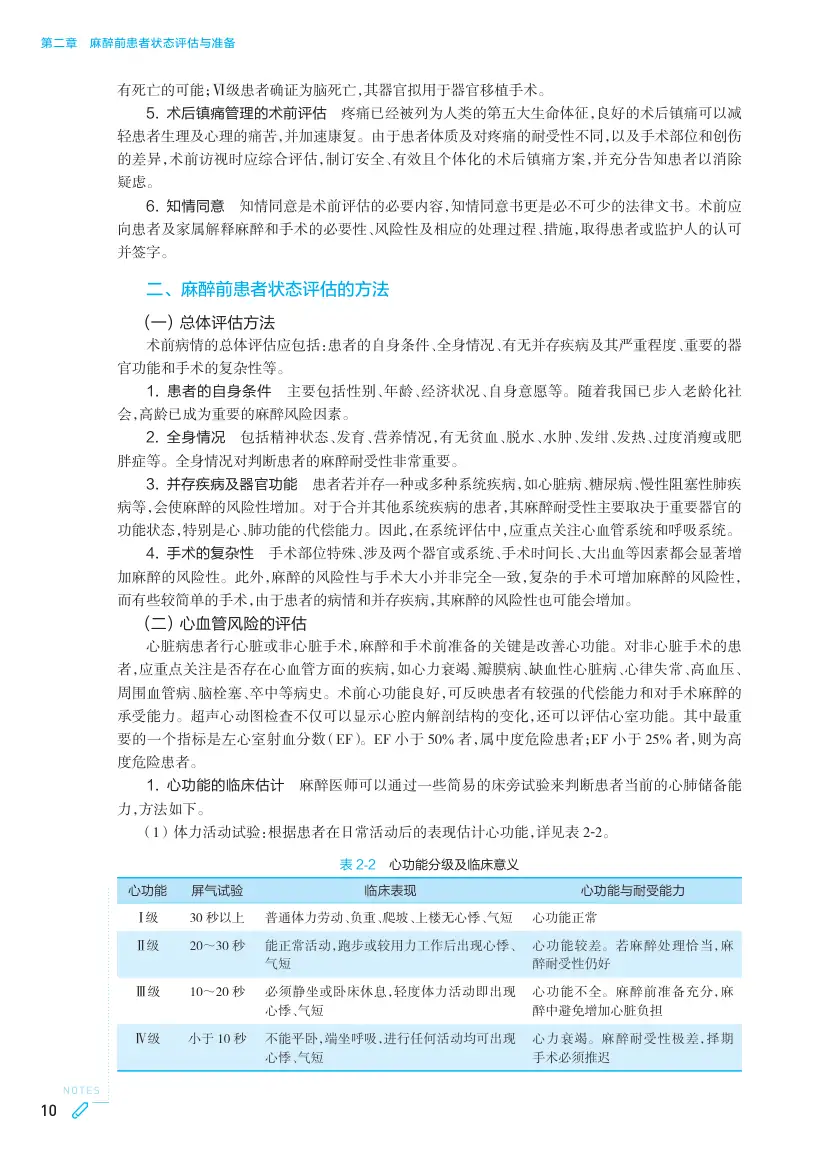 第二章　麻醉前患者状态评估与准备
有死亡的可能；Ⅵ级患者确证为脑死亡，其器官拟用于器官移植手术。
5. 术后镇痛管理的术前评估　疼痛已经被列为人类的第五大生命体征，良好的术后镇痛可以减
轻患者生理及心理的痛苦，并加速康复。由于患者体质及对疼痛的耐受性不同，以及手术部位和创伤
的差异，术前访视时应综合评估，制订安全、有效且个体化的术后镇痛方案，并充分告知患者以消除
疑虑。
6. 知情同意　知情同意是术前评估的必要内容，知情同意书更是必不可少的法律文书。术前应
向患者及家属解释麻醉和手术的必要性、风险性及相应的处理过程、措施，取得患者或监护人的认可
并签字。
二、麻醉前患者状态评估的方法
（一）总体评估方法
术前病情的总体评估应包括：患者的自身条件、全身情况、有无并存疾病及其严重程度、重要的器
官功能和手术的复杂性等。
1. 患者的自身条件　主要包括性别、年龄、经济状况、自身意愿等。随着我国已步入老龄化社
会，高龄已成为重要的麻醉风险因素。
2. 全身情况　包括精神状态、发育、营养情况，有无贫血、脱水、水肿、发绀、发热、过度消瘦或肥
胖症等。全身情况对判断患者的麻醉耐受性非常重要。
3. 并存疾病及器官功能　患者若并存一种或多种系统疾病，如心脏病、糖尿病、慢性阻塞性肺疾
病等，会使麻醉的风险性增加。对于合并其他系统疾病的患者，其麻醉耐受性主要取决于重要器官的
功能状态，特别是心、肺功能的代偿能力。因此，在系统评估中，应重点关注心血管系统和呼吸系统。
4. 手术的复杂性　手术部位特殊、涉及两个器官或系统、手术时间长、大出血等因素都会显著增
加麻醉的风险性。此外，麻醉的风险性与手术大小并非完全一致，复杂的手术可增加麻醉的风险性，
而有些较简单的手术，由于患者的病情和并存疾病，其麻醉的风险性也可能会增加。
（二）心血管风险的评估
心脏病患者行心脏或非心脏手术，麻醉和手术前准备的关键是改善心功能。对非心脏手术的患
者，应重点关注是否存在心血管方面的疾病，如心力衰竭、瓣膜病、缺血性心脏病、心律失常、高血压、
周围血管病、脑栓塞、卒中等病史。术前心功能良好，可反映患者有较强的代偿能力和对手术麻醉的
承受能力。超声心动图检查不仅可以显示心腔内解剖结构的变化，还可以评估心室功能。其中最重
要的一个指标是左心室射血分数（EF）。EF 小于 50% 者，属中度危险患者；EF 小于 25% 者，则为高
度危险患者。
1. 心功能的临床估计　麻醉医师可以通过一些简易的床旁试验来判断患者当前的心肺储备能
力，方法如下。
（1）体力活动试验：根据患者在日常活动后的表现估计心功能，详见表 2-2。
表 2-2　心功能分级及临床意义
心功能　屏气试验　临床表现　心功能与耐受能力
Ⅰ级　30 秒以上　普通体力劳动、负重、爬坡、上楼无心悸、气短　心功能正常
Ⅱ级　20～30 秒　能正常活动，跑步或较用力工作后出现心悸、　心功能较差。若麻醉处理恰当，麻
气短　醉耐受性仍好
Ⅲ级　10～20 秒　必须静坐或卧床休息，轻度体力活动即出现　心功能不全。麻醉前准备充分，麻
心悸、气短　醉中避免增加心脏负担
Ⅳ级　小于 10 秒　不能平卧，端坐呼吸，进行任何活动均可出现　心力衰竭。麻醉耐受性极差，择期
心悸、气短　手术必须推迟
NOTES
10